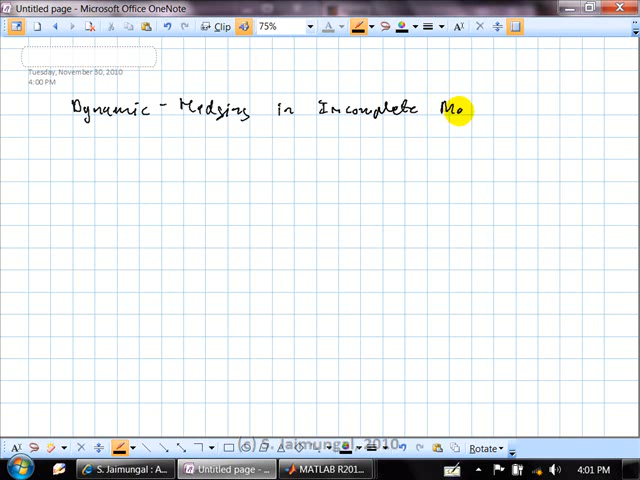 Untitled page - Microsoft Office OneNote
Clip
75%
Tuesday, November 30, 2010
4:00 PM
Dynamic - Hedging in Incomplete Ma
(c) S. Jaimungal, 2010
Rotate
S. Jaimungal : A...
Untitled page - ...
MATLAB R201...
4:01 PM